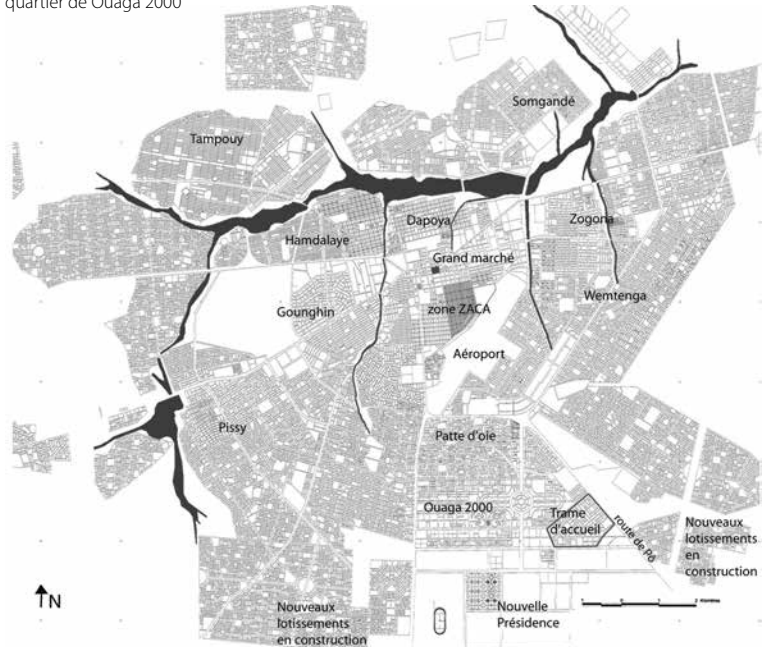 quartier de Ouaga 2000
Somgandé
Tampouy
Dapoya
Zogona
Hamdalaye
Grand marché
Wemtenga
Gounghin
zone ZACA
Aéroport
Pissy
Patte d'oie
Ouaga 2000
Trame
d'accueil
route de Pô
Nouveaux
lotissements
en
construction
N
Nouveaux
lotissements
en construction
Nouvelle
Présidence